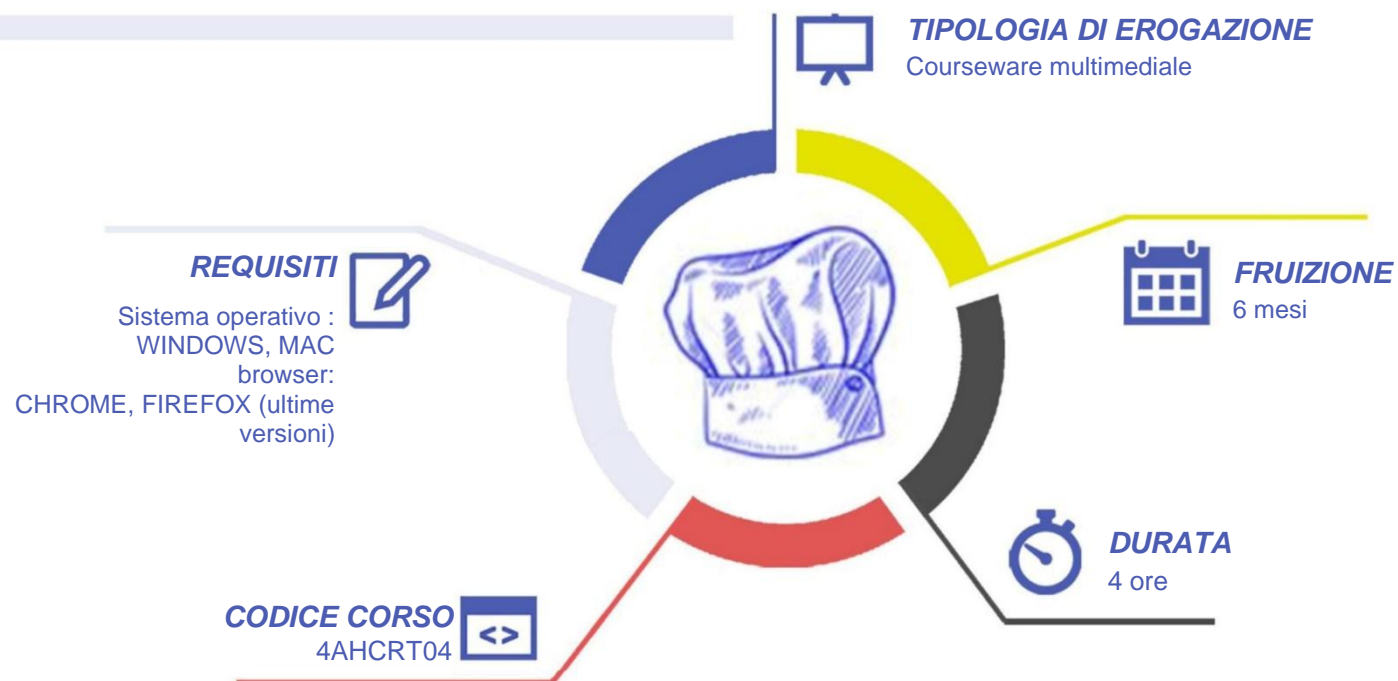 TIPOLOGIA DI EROGAZIONE
Courseware multimediale
REQUISITI
Sistema operativo :
WINDOWS, MAC
browser:
CHROME, FIREFOX (ultime
versioni)
FRUIZIONE
6 mesi
DURATA
4 ore
CODICE CORSO
4AHCRT04
<>